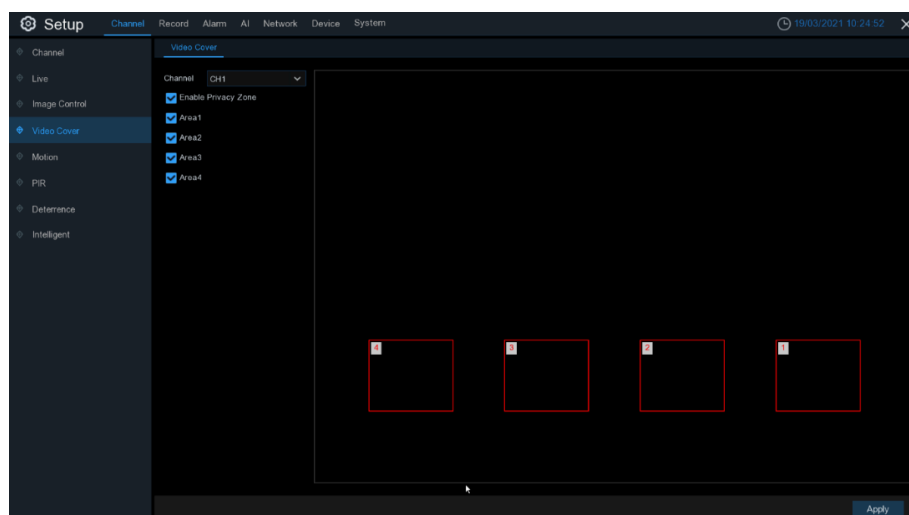 Setup Channel Record Alarm AI Network Device System 19/03/2021 10:24:52
Channel
Live
Image Control
Video Cover
Motion
PIR
Deterrence
Intelligent
Video Cover
Channel CH1
Enable Privacy Zone
Area1
Area2
Area3
Area4
4 3 2 1
Apply